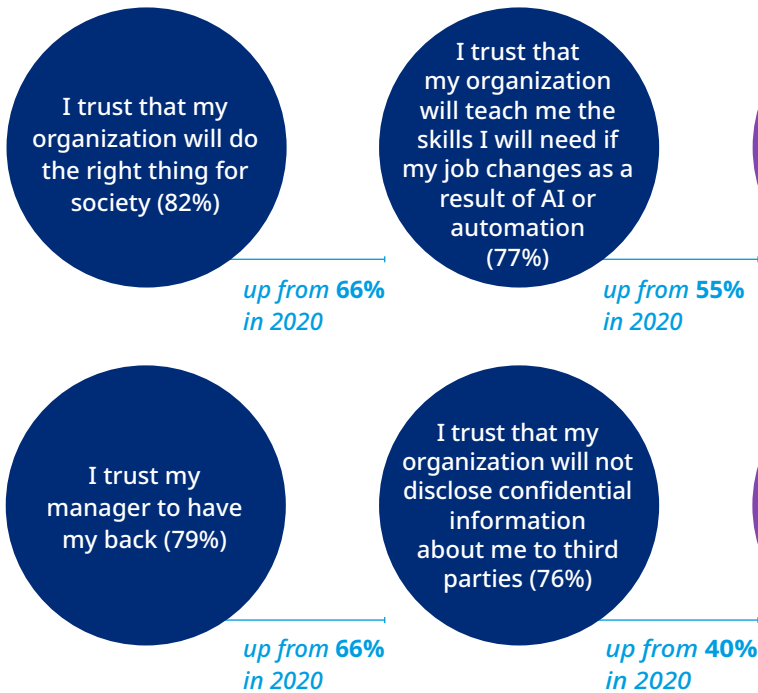 I trust that my
organization will do
the right thing for
society (82%)
up from 66%
in 2020
I trust that
my organization
will teach me the
skills I will need if
my job changes as a
result of AI or
automation
(77%)
up from 55%
in 2020
I trust my
manager to have
my back (79%)
up from 66%
in 2020
I trust that my
organization will not
disclose confidential
information
about me to third
parties (76%)
up from 40%
in 2020